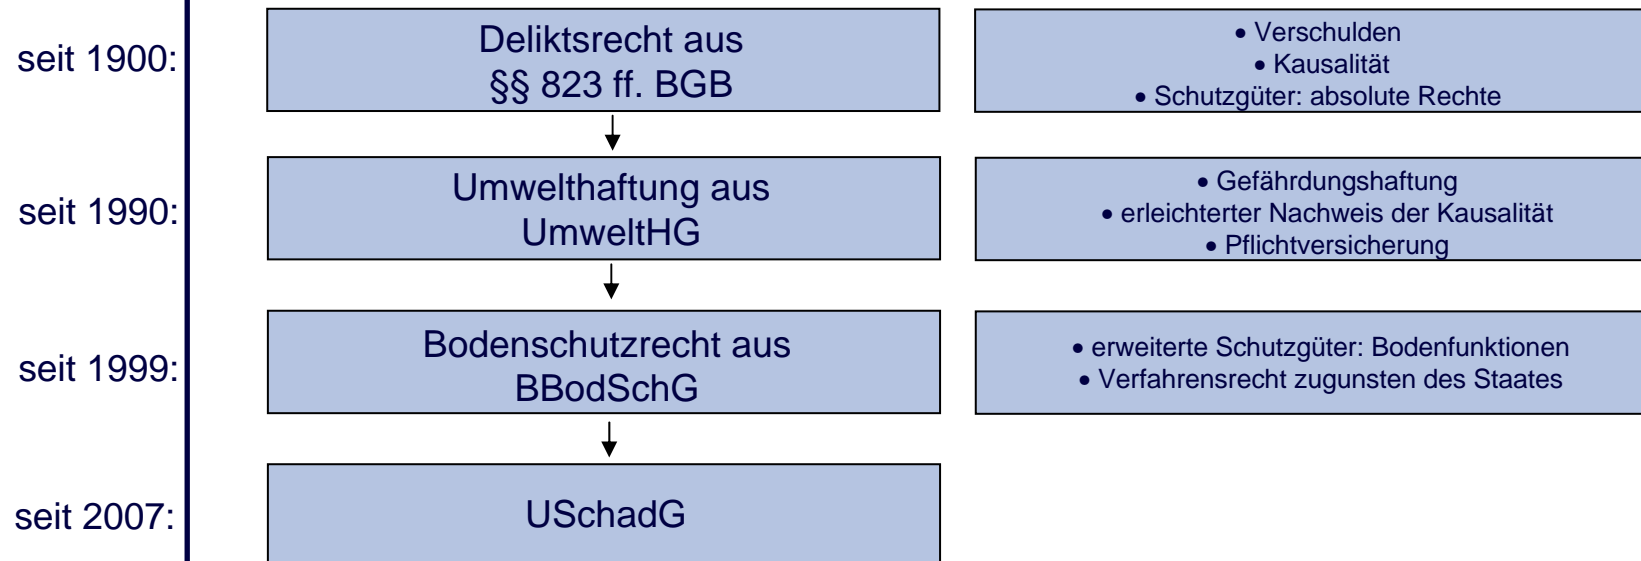 seit 1900:
Deliktsrecht aus
§§ 823 ff. BGB
• Verschulden
• Kausalität
• Schutzgüter: absolute Rechte
seit 1990:
Umwelthaftung aus
UmweltHG
• Gefährdungshaftung
• erleichterter Nachweis der Kausalität
• Pflichtversicherung
seit 1999:
Bodenschutzrecht aus
BBodSchG
• erweiterte Schutzgüter: Bodenfunktionen
• Verfahrensrecht zugunsten des Staates
seit 2007:
USchadG